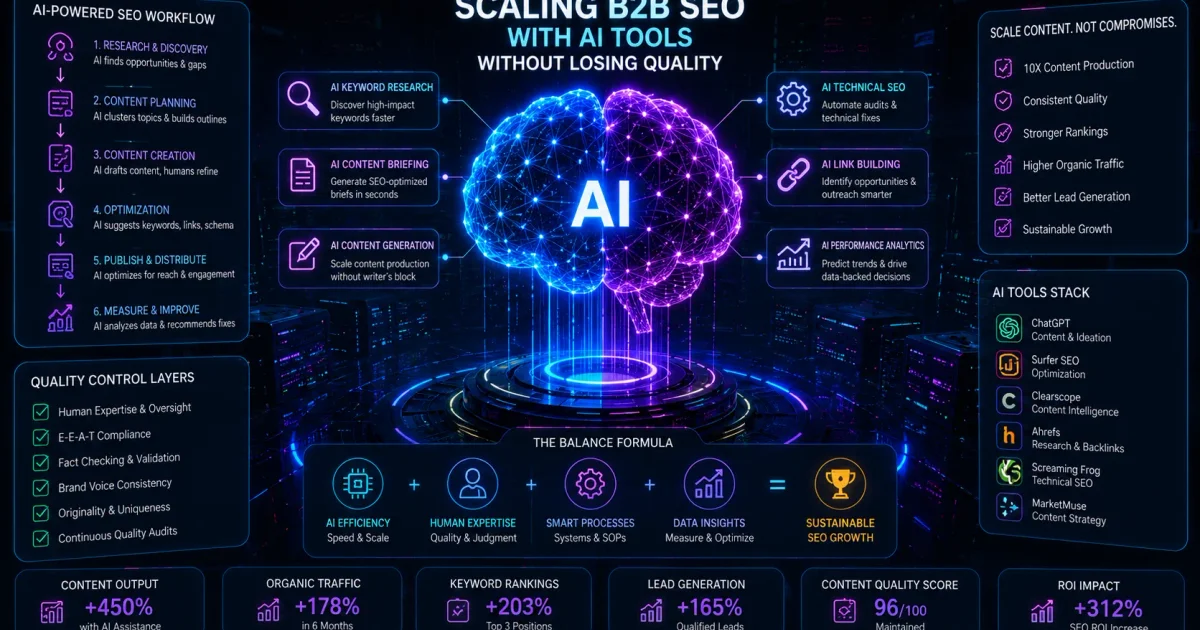 SCALING B2B SEO
WITH AI TOOLS
WITHOUT LOSING QUALITY
AI-POWERED SEO WORKFLOW
1. RESEARCH & DISCOVERY
AI finds opportunities & gaps
2. CONTENT PLANNING
AI clusters topics & builds outlines
3. CONTENT CREATION
AI drafts content, humans refine
4. OPTIMIZATION
AI suggests keywords, links, schema
5. PUBLISH & DISTRIBUTE
AI optimizes for reach & engagement
6. MEASURE & IMPROVE
AI analyzes data & recommends fixes
QUALITY CONTROL LAYERS
Human Expertise & Oversight
E-E-A-T Compliance
Fact Checking & Validation
Brand Voice Consistency
Originality & Uniqueness
Continuous Quality Audits
AI KEYWORD RESEARCH
Discover high-impact
keywords faster
AI CONTENT BRIEFING
Generate SEO-optimized
briefs in seconds
AI CONTENT GENERATION
Scale content production
without writer's block
AI
AI TECHNICAL SEO
Automate audits &
technical fixes
AI LINK BUILDING
Identify opportunities &
outreach smarter
AI PERFORMANCE ANALYTICS
Predict trends & drive
data-backed decisions
SCALE CONTENT. NOT COMPROMISES.
10X Content Production
Consistent Quality
Stronger Rankings
Higher Organic Traffic
Better Lead Generation
Sustainable Growth
AI TOOLS STACK
ChatGPT
Content & Ideation
Surfer SEO
Optimization
C
Clearscope
Content Intelligence
h
Ahrefs
Research & Backlinks
Screaming Frog
Technical SEO
MarketMuse
Content Strategy
THE BALANCE FORMULA
+
+
+
=
AI EFFICIENCY
Speed & Scale
HUMAN EXPERTISE
Quality & Judgment
SMART PROCESSES
Systems & SOPs
DATA INSIGHTS
Measure & Optimize
SUSTAINABLE
SEO GROWTH
CONTENT OUTPUT
+450%
with AI Assistance
ORGANIC TRAFFIC
+178%
in 6 Months
KEYWORD RANKINGS
+203%
Top 3 Positions
LEAD GENERATION
+165%
Qualified Leads
CONTENT QUALITY SCORE
96/100
Maintained
ROI IMPACT
+312%
SEO ROI Increase